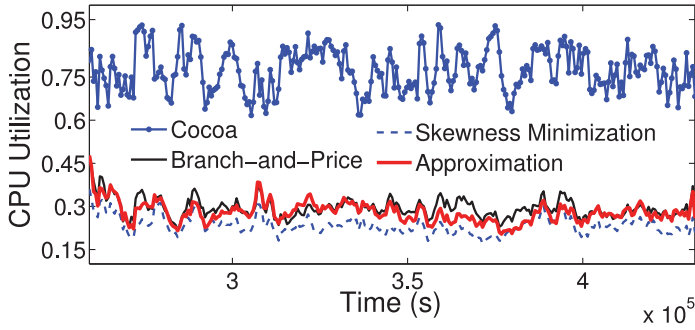 0.95
0.75
0.6
0.45
0.3
0.15
CPU Utilization
Cocoa
Skewness Minimization
Branch−and−Price
Approximation
3
3.5
4
Time (s)
x 10^5